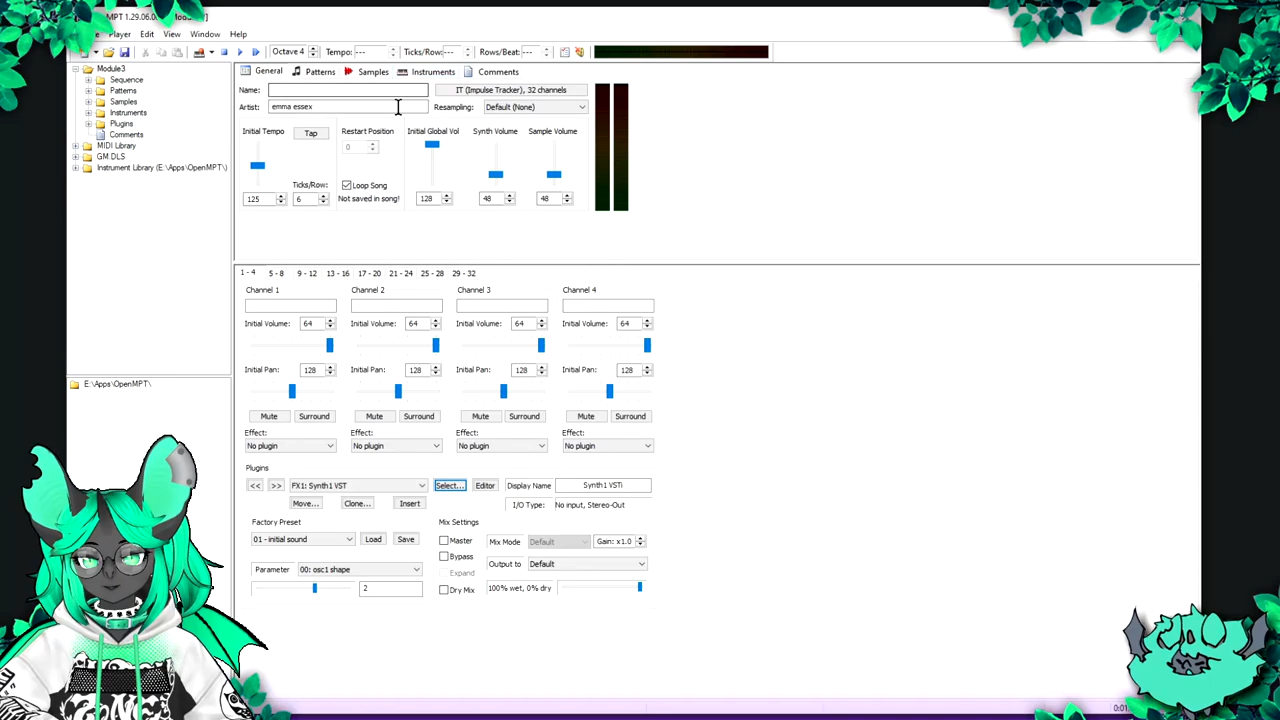 MPT 1.29.06.0
Player Edit View Window Help
Octave 4 Tempo: --- Ticks/Row: --- Rows/Beat: ---
Module3
Sequence
Patterns
Samples
Instruments
Plugins
Comments
MIDI Library
GM.DLS
Instrument Library (E:\Apps\OpenMPT\)
E:\Apps\OpenMPT\
General Patterns Samples Instruments Comments
Name: IT (Impulse Tracker), 32 channels
Artist: emma essex Resampling: Default (None)
Initial Tempo Tap Restart Position Initial Global Vol Synth Volume Sample Volume
0
Ticks/Row: Loop Song
125 6 Not saved in song! 128 48 48
1 - 4 5 - 8 9 - 12 13 - 16 17 - 20 21 - 24 25 - 28 29 - 32
Channel 1 Channel 2 Channel 3 Channel 4
Initial Volume: 64 Initial Volume: 64 Initial Volume: 64 Initial Volume: 64
Initial Pan: 128 Initial Pan: 128 Initial Pan: 128 Initial Pan: 128
Mute Surround Mute Surround Mute Surround Mute Surround
Effect: Effect: Effect: Effect:
No plugin No plugin No plugin No plugin
Plugins
<< >> FX1: Synth1 VST Select... Editor Display Name Synth1 VSTi
Move... Clone... Insert I/O Type: No input, Stereo-Out
Factory Preset Mix Settings
01 - initial sound Load Save Master Mix Mode Default Gain: x1.0
Bypass
Expand Output to Default
Parameter 00: osc1 shape
2 Dry Mix 100% wet, 0% dry